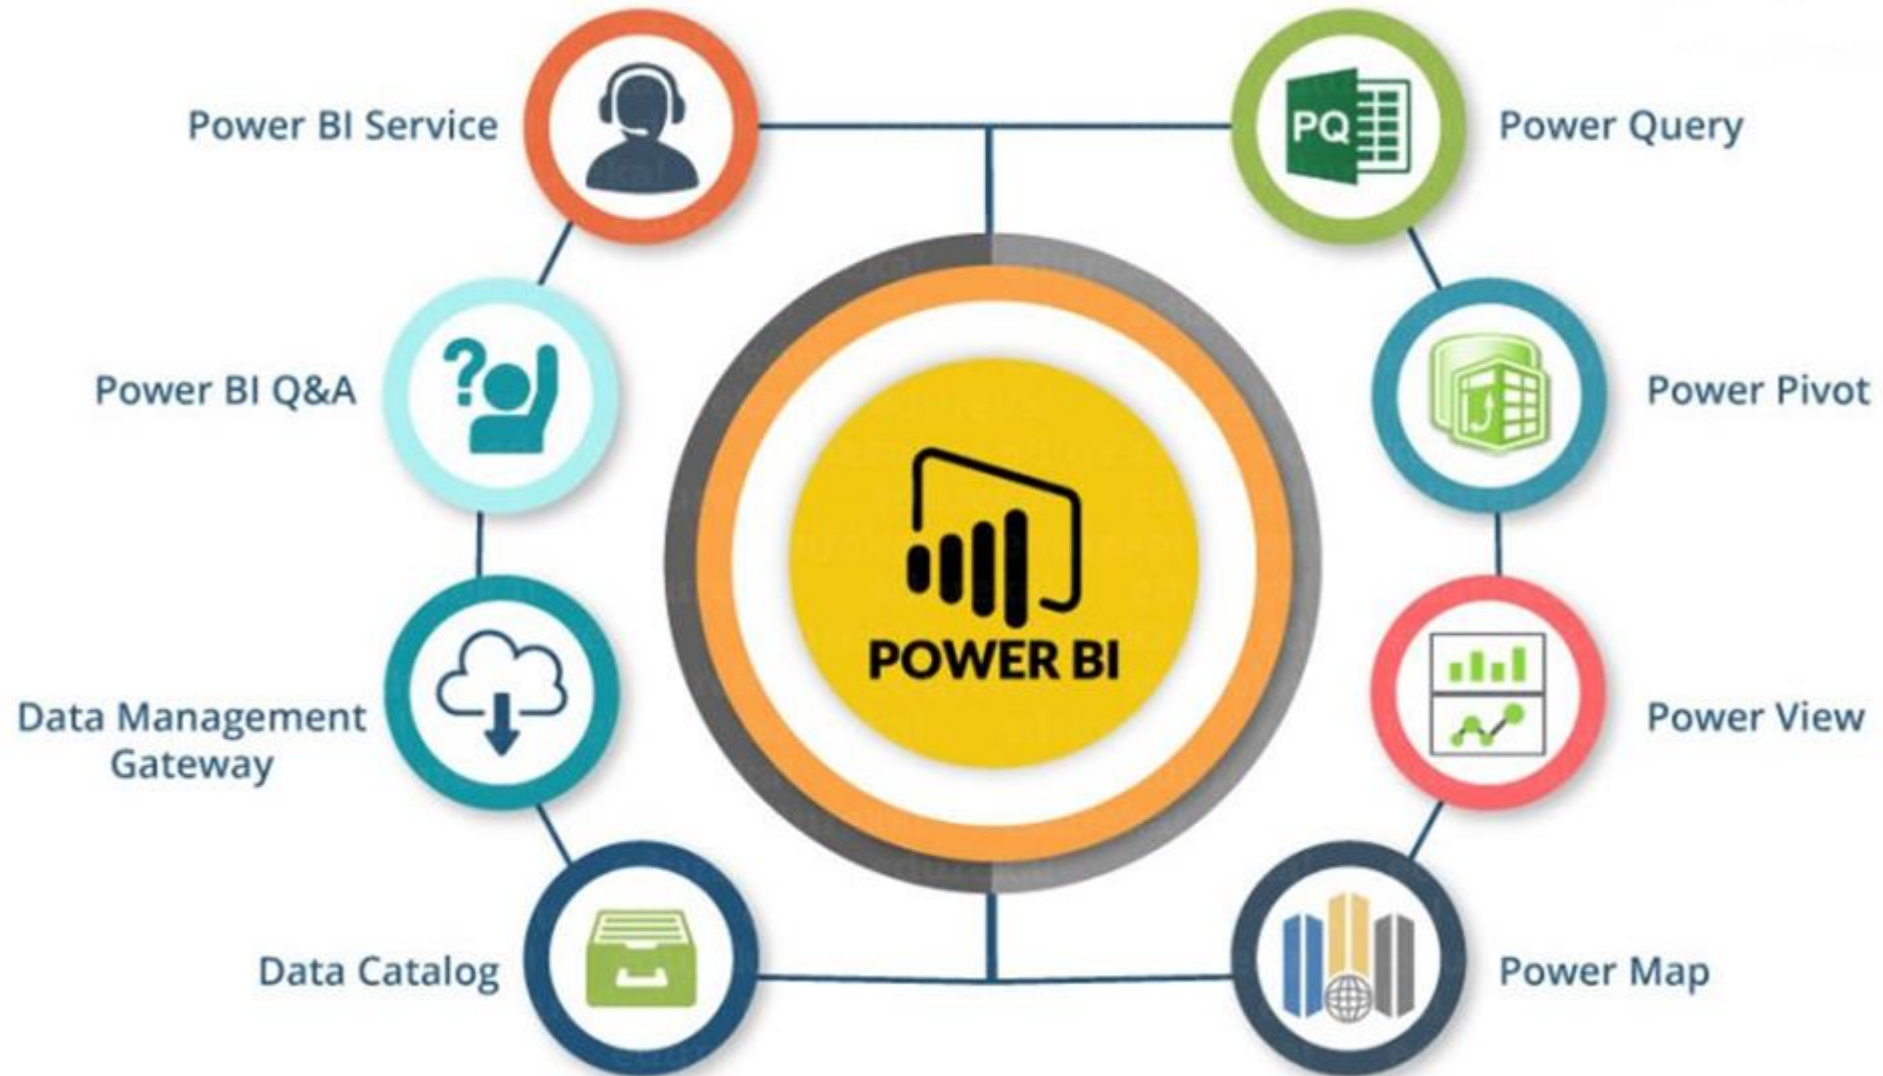 Power BI Service
Power Query
PQ
Power BI Q&A
Power Pivot
POWER BI
Data Management
Gateway
Power View
Data Catalog
Power Map